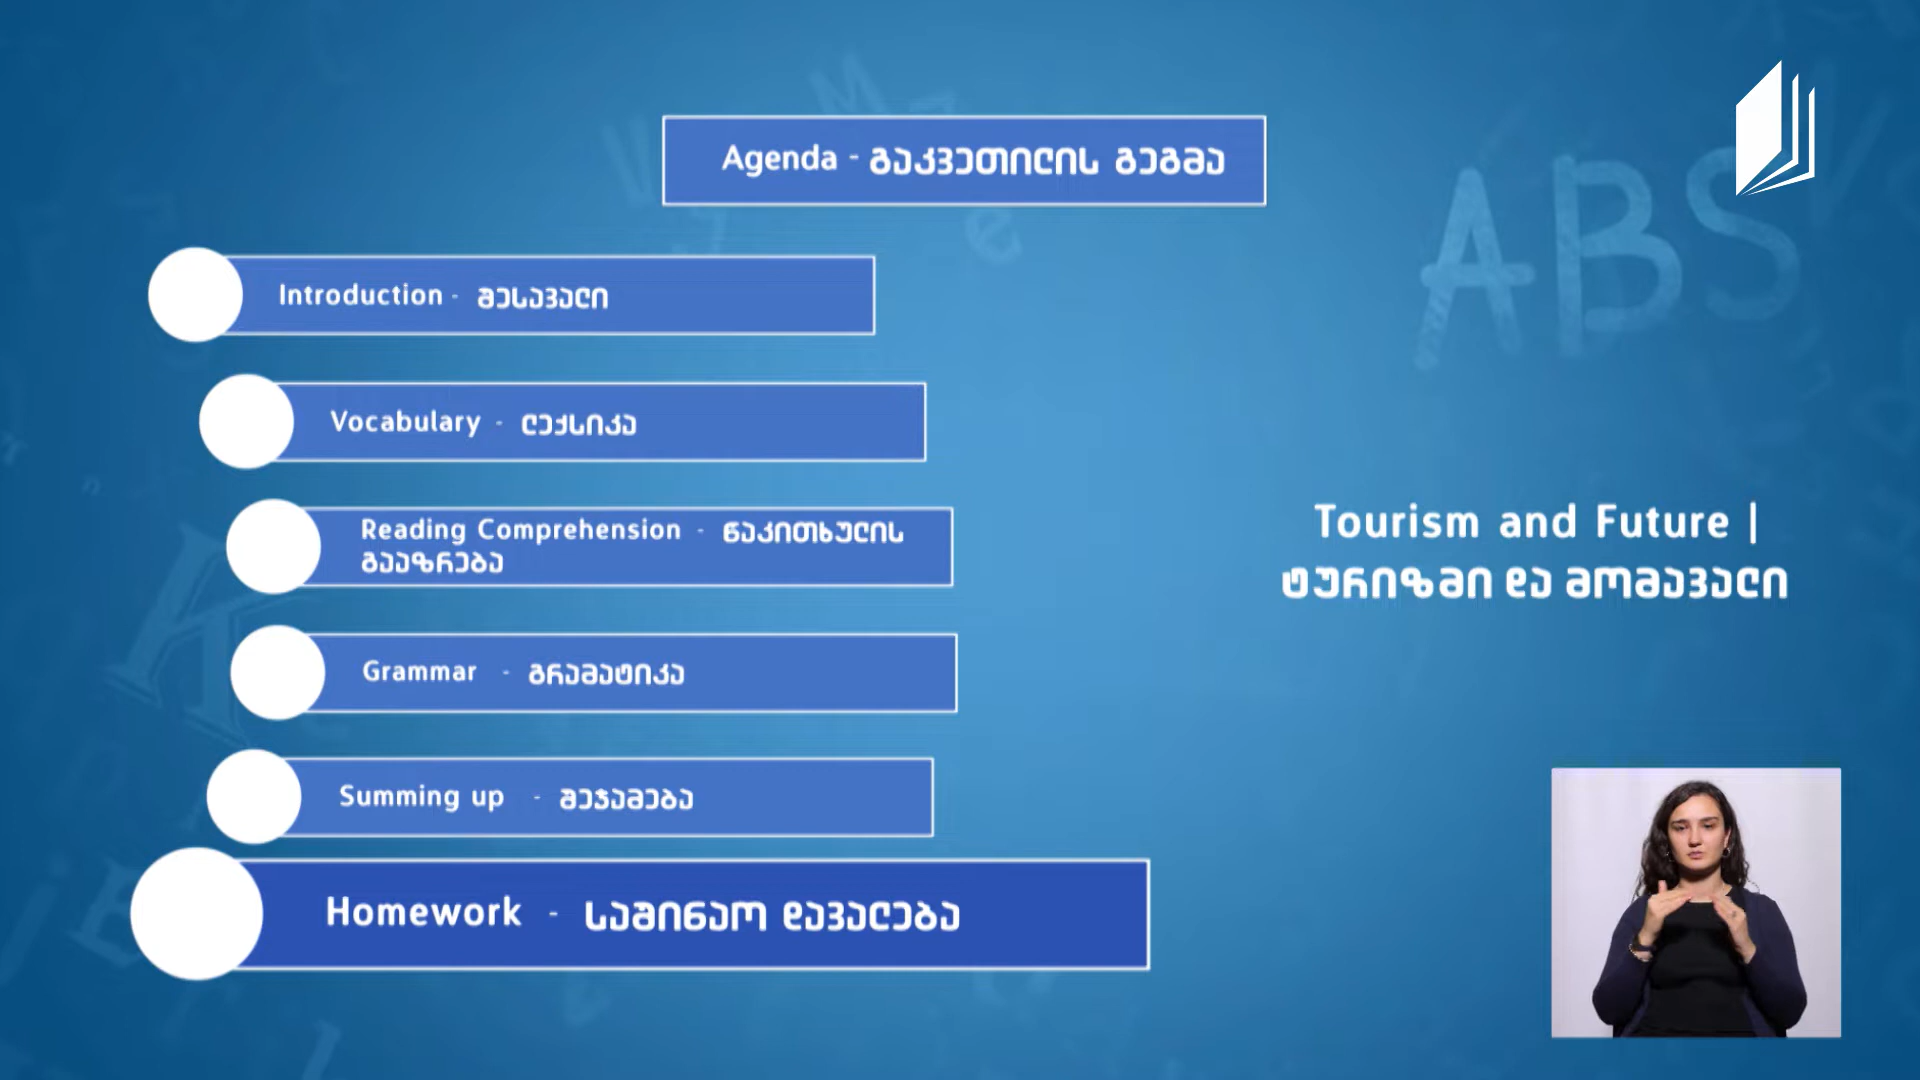 Agenda - გაკვეთილის გეგმა
Introduction - შესავალი
Vocabulary - ლექსიკა
Reading Comprehension - წაკითხულის
გააზრება
Grammar - გრამატიკა
Summing up - შეჯამება
Homework - საშინაო დავალება
Tourism and Future |
ტურიზმი და მომავალი
ABS